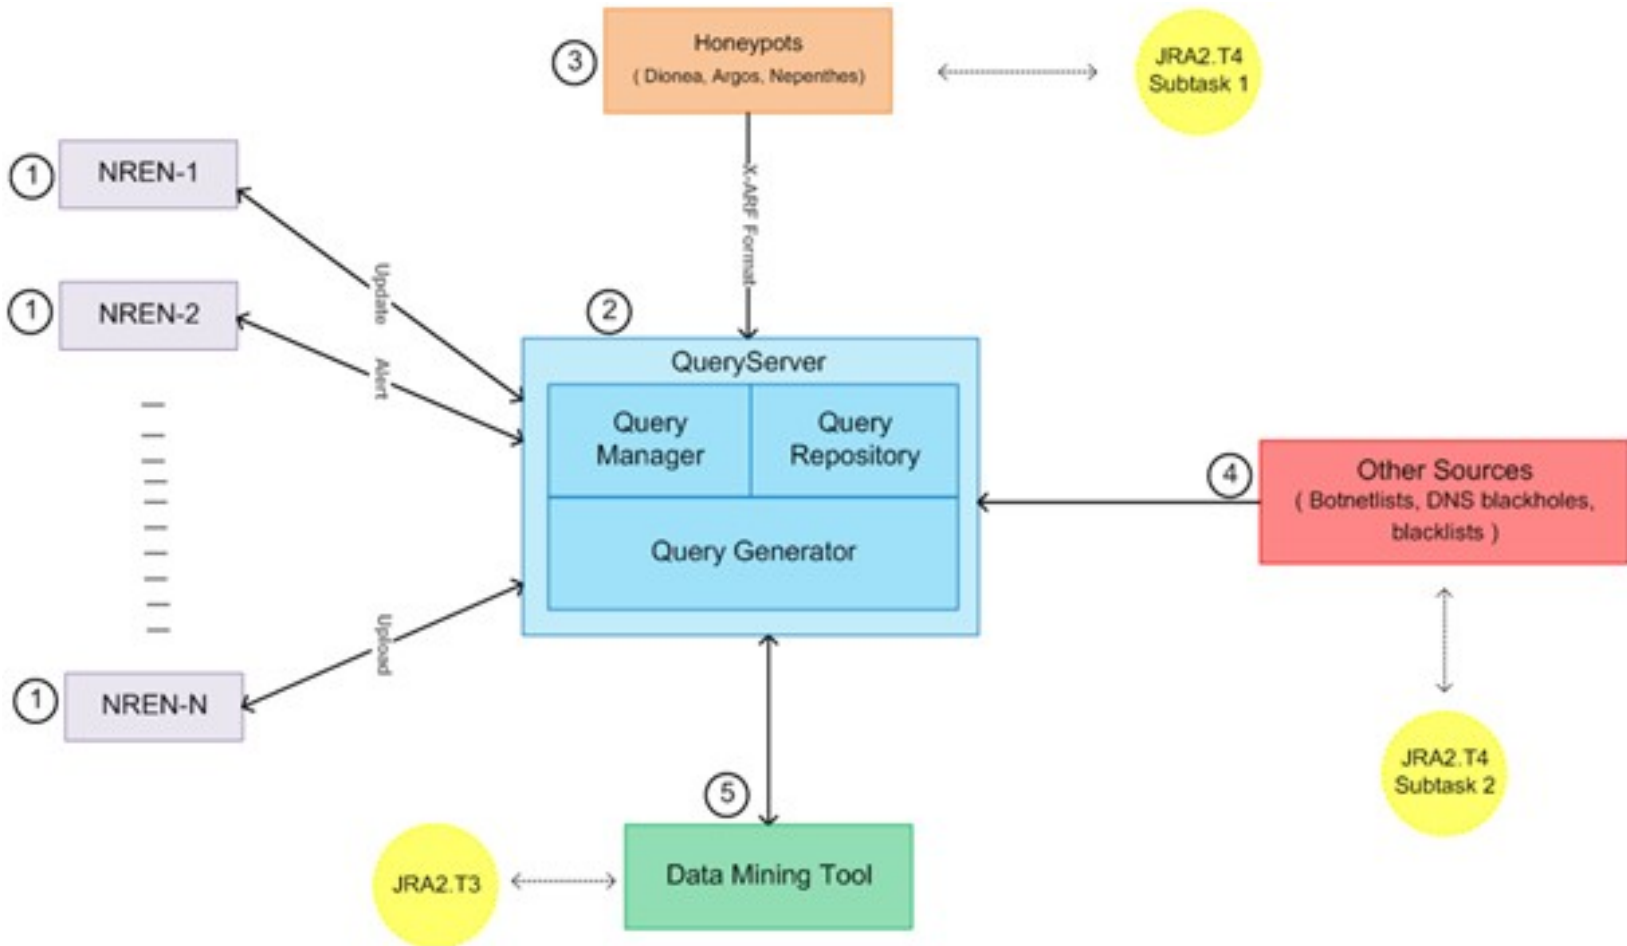 3
Honeypots
( Dionea, Argos, Nepenthes)
JRA2.T4
Subtask 1
X-ARF Format
1
NREN-1
1
NREN-2
Update
Alert
2
QueryServer
Query
Manager
Query
Repository
Query Generator
4
Other Sources
( Botnetlists, DNS blackholes,
blacklists )
Upload
1
NREN-N
JRA2.T4
Subtask 2
5
Data Mining Tool
JRA2.T3